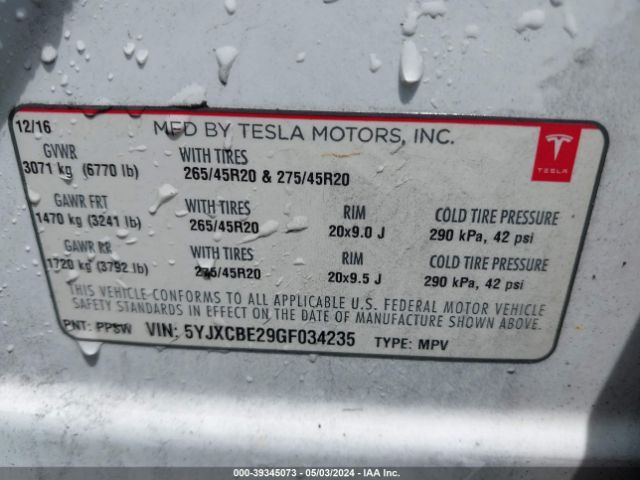 12/16
MFD BY TESLA MOTORS, INC.
TESLA
GVWR
3071 kg (6770 lb)
WITH TIRES
265/45R20 & 275/45R20
GAWR FRT
1470 kg (3241 lb)
WITH TIRES
265/45R20
RIM
20x9.0 J
COLD TIRE PRESSURE
290 kPa, 42 psi
GAWR RR
1720 kg (3792 lb)
WITH TIRES
275/45R20
RIM
20x9.5 J
COLD TIRE PRESSURE
290 kPa, 42 psi
THIS VEHICLE CONFORMS TO ALL APPLICABLE U.S. FEDERAL MOTOR VEHICLE
SAFETY STANDARDS IN EFFECT ON THE DATE OF MANUFACTURE SHOWN ABOVE.
PNT: PPSW VIN: 5YJXCBE29GF034235 TYPE: MPV
000-39345073 - 05/03/2024 - IAA Inc.